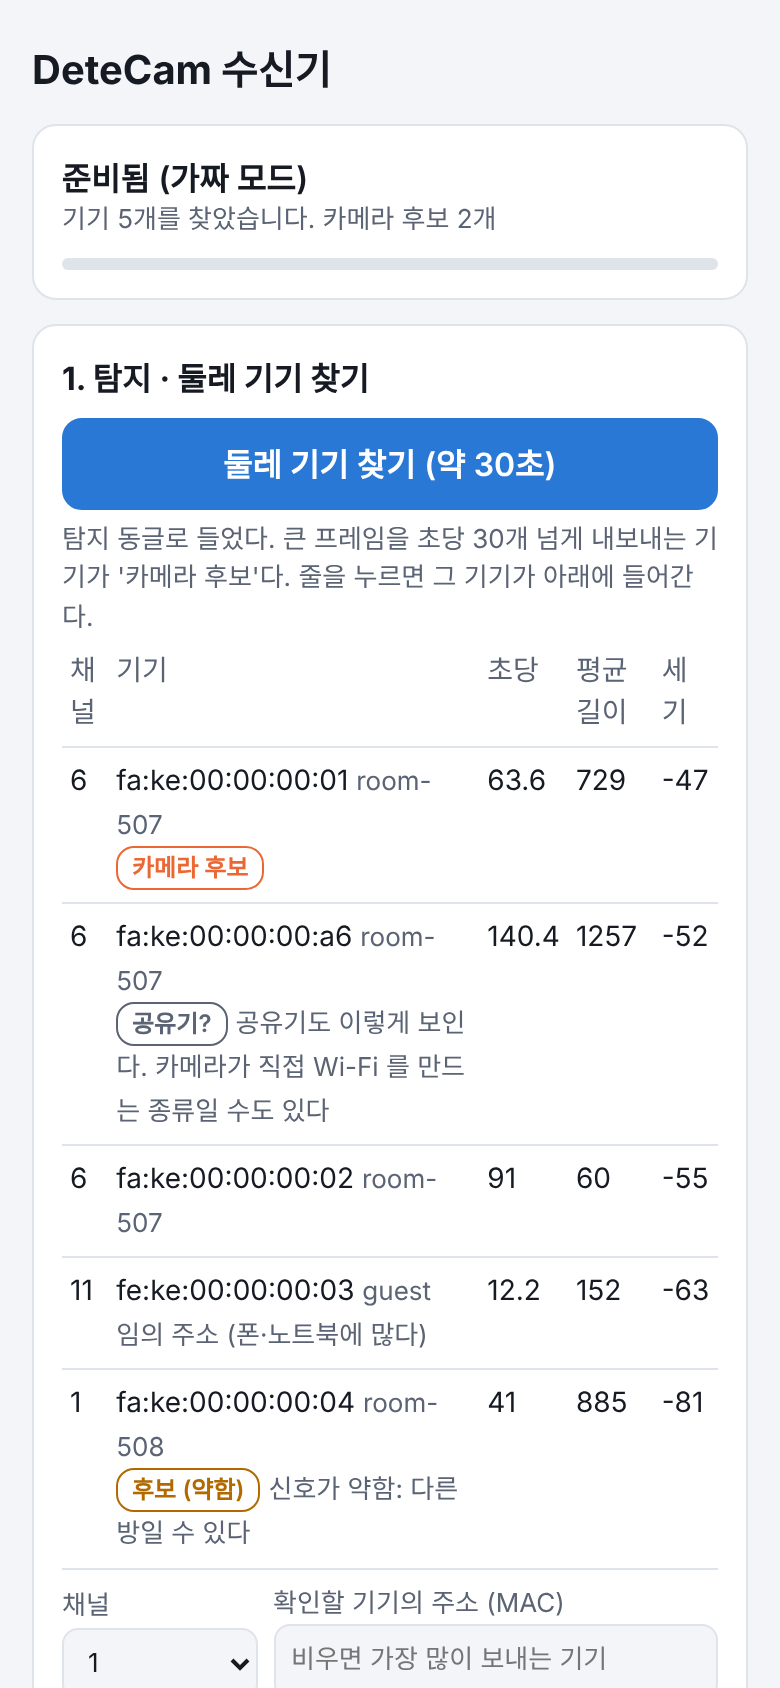 DeteCam 수신기
준비됨 (가짜 모드)
기기 5개를 찾았습니다. 카메라 후보 2개
1. 탐지 · 둘레 기기 찾기
둘레 기기 찾기 (약 30초)
탐지 동글로 들었다. 큰 프레임을 초당 30개 넘게 내보내는 기
기가 '카메라 후보'다. 줄을 누르면 그 기기가 아래에 들어간
다.
채널 기기 초당 평균 길이 세기
6 fa:ke:00:00:00:01 room- 63.6 729 -47
507
카메라 후보
6 fa:ke:00:00:00:a6 room- 140.4 1257 -52
507
공유기? 공유기도 이렇게 보인
다. 카메라가 직접 Wi-Fi 를 만드
는 종류일 수도 있다
6 fa:ke:00:00:00:02 room- 91 60 -55
507
11 fe:ke:00:00:00:03 guest 12.2 152 -63
임의 주소 (폰·노트북에 많다)
1 fa:ke:00:00:00:04 room- 41 885 -81
508
후보 (약함) 신호가 약함: 다른
방일 수 있다
채널 확인할 기기의 주소 (MAC)
1 비우면 가장 많이 보내는 기기